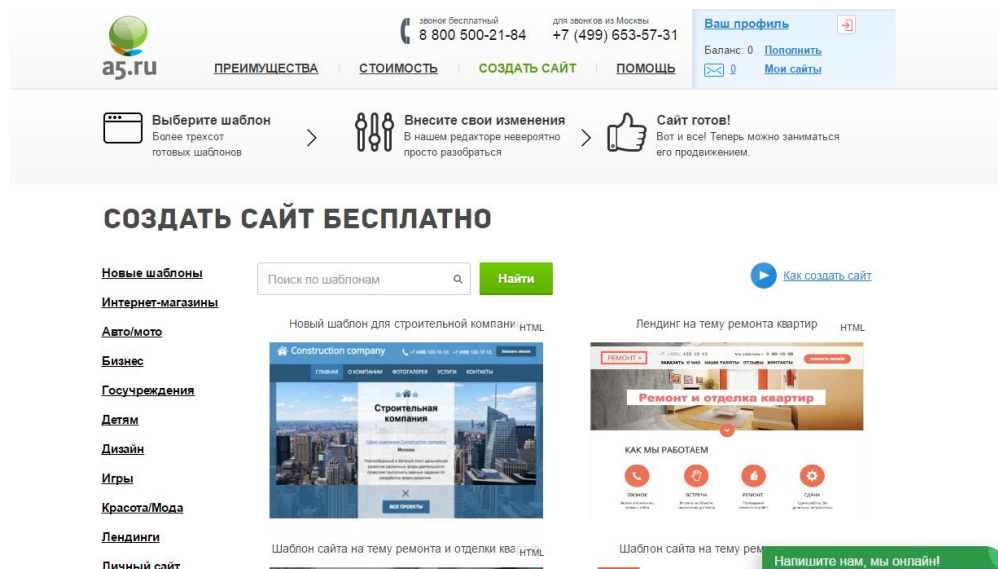 звонок бесплатный
8 800 500-21-84
для звонков из Москвы
+7 (499) 653-57-31
Ваш профиль
Баланс: 0 Пополнить
0 Мои сайты
a5.ru
ПРЕИМУЩЕСТВА
СТОИМОСТЬ
СОЗДАТЬ САЙТ
ПОМОЩЬ
Выберите шаблон
Более трехсот
готовых шаблонов
Внесите свои изменения
В нашем редакторе невероятно
просто разобраться
Сайт готов!
Вот и все! Теперь можно заниматься
его продвижением.
СОЗДАТЬ САЙТ БЕСПЛАТНО
Новые шаблоны
Интернет-магазины
Авто/мото
Бизнес
Госучреждения
Детям
Дизайн
Игры
Красота/Мода
Лендинги
Личный сайт
Поиск по шаблонам
Найти
Как создать сайт
Новый шаблон для строительной компани
HTML
Construction company
ГЛАВНАЯ О КОМПАНИИ ФОТОГАЛЕРЕЯ УСЛУГИ КОНТАКТЫ
Строительная
компания
Москва
ВСЕ ПРОЕКТЫ
Лендинг на тему ремонта квартир
HTML
РЕМОНТ +
ЗАКАЗАТЬ О НАС НАШИ РАБОТЫ ОТЗЫВЫ КОНТАКТЫ
Ремонт и отделка квартир
КАК МЫ РАБОТАЕМ
ЗВОНОК
ВСТРЕЧА
РЕМОНТ
СДАЧА
Шаблон сайта на тему ремонта и отделки ква
HTML
Шаблон сайта на тему рем
Напишите нам, мы онлайн!